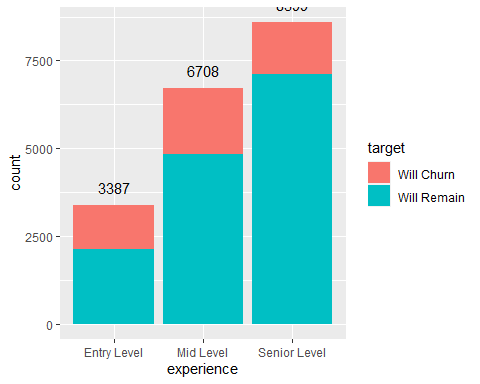 6708
3387
7500
5000
2500
0
count
Entry Level
Mid Level
Senior Level
experience
target
Will Churn
Will Remain